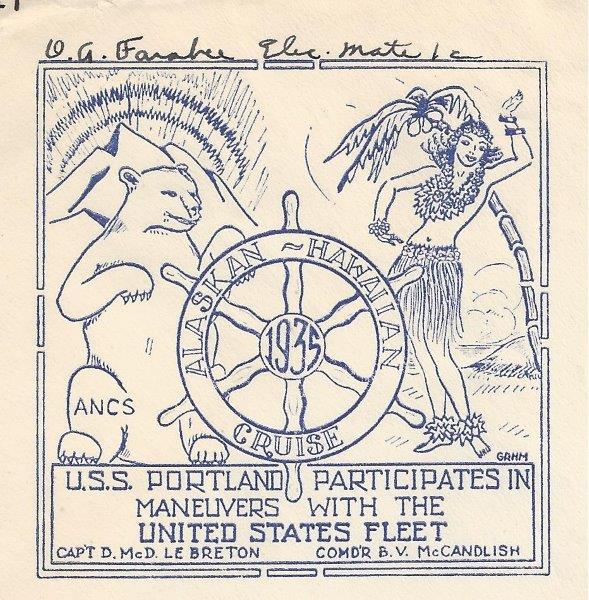 O.A. Farabee Elec. Mate 1c
ALASKAN ~ HAWAIIAN
1935
CRUISE
ANCS
GRHM
U.S.S. PORTLAND PARTICIPATES IN
MANEUVERS WITH THE
UNITED STATES FLEET
CAP'T D. McD. LE BRETON COMD'R B. V. McCANDLISH